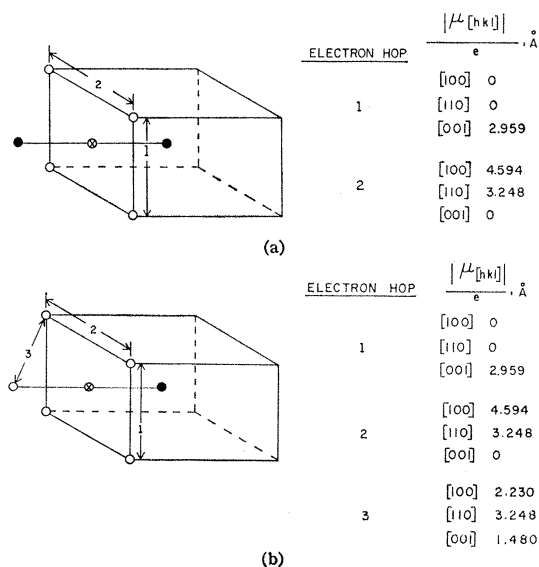 |μ[hkl]|
ELECTRON HOP e , Å
[100] 0
1 [110] 0
[001] 2.959
[100] 4.594
2 [110] 3.248
[001] 0
2
1
(a)
|μ[hkl]|
ELECTRON HOP e , Å
[100] 0
1 [110] 0
[001] 2.959
[100] 4.594
2 [110] 3.248
[001] 0
[100] 2.230
3 [110] 3.248
[001] 1.480
2
3
1
(b)